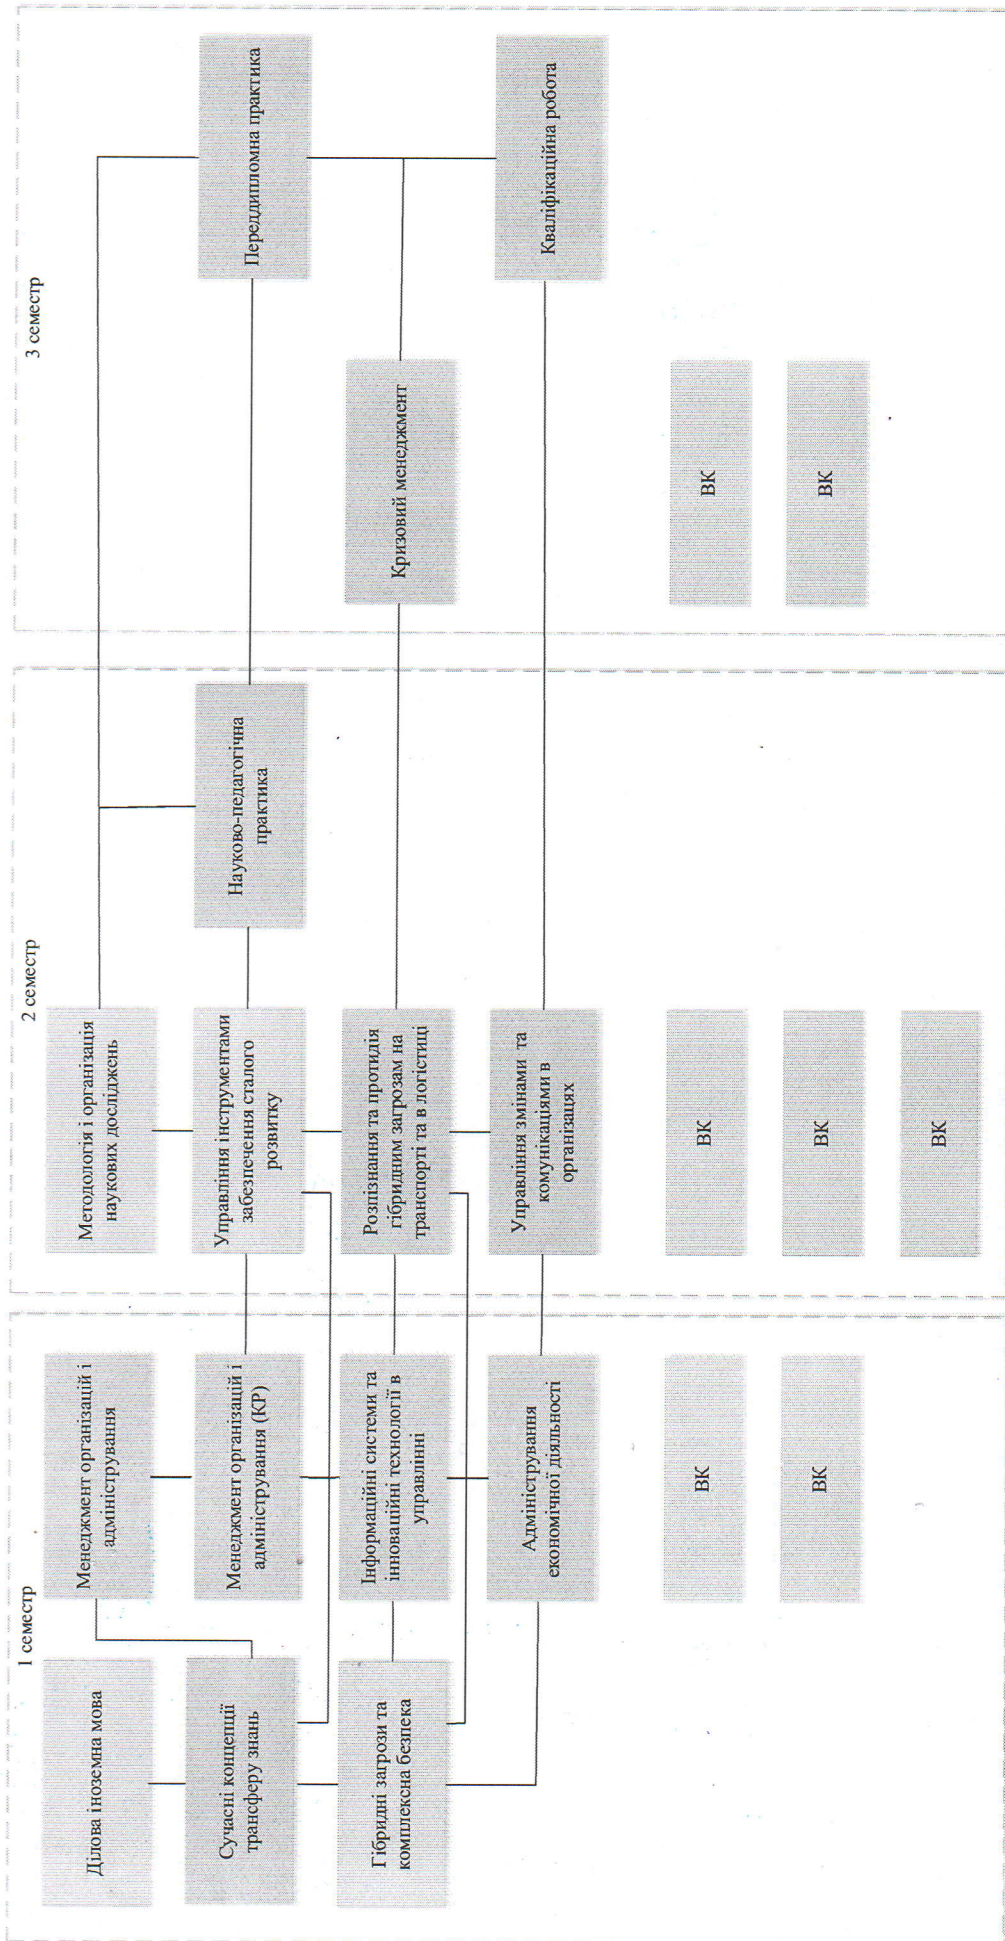 1 семестр
Ділова іноземна мова
Сучасні концепції
трансферу знань
Гібридні загрози та
комплексна безпека
Менеджмент організацій і
адміністрування
Менеджмент організацій і
адміністрування (КР)
Інформаційні системи та
інноваційні технології в
управлінні
Адміністрування
економічної діяльності
ВК
ВК
2 семестр
Методологія і організація
наукових досліджень
Управління інструментами
забезпечення сталого
розвитку
Розпізнання та протидія
гібридним загрозам на
транспорті та в логістиці
Управління змінами та
комунікаціями в
організаціях
ВК
ВК
ВК
Науково-педагогічна
практика
3 семестр
Кризовий менеджмент
ВК
ВК
Переддипломна практика
Кваліфікаційна робота